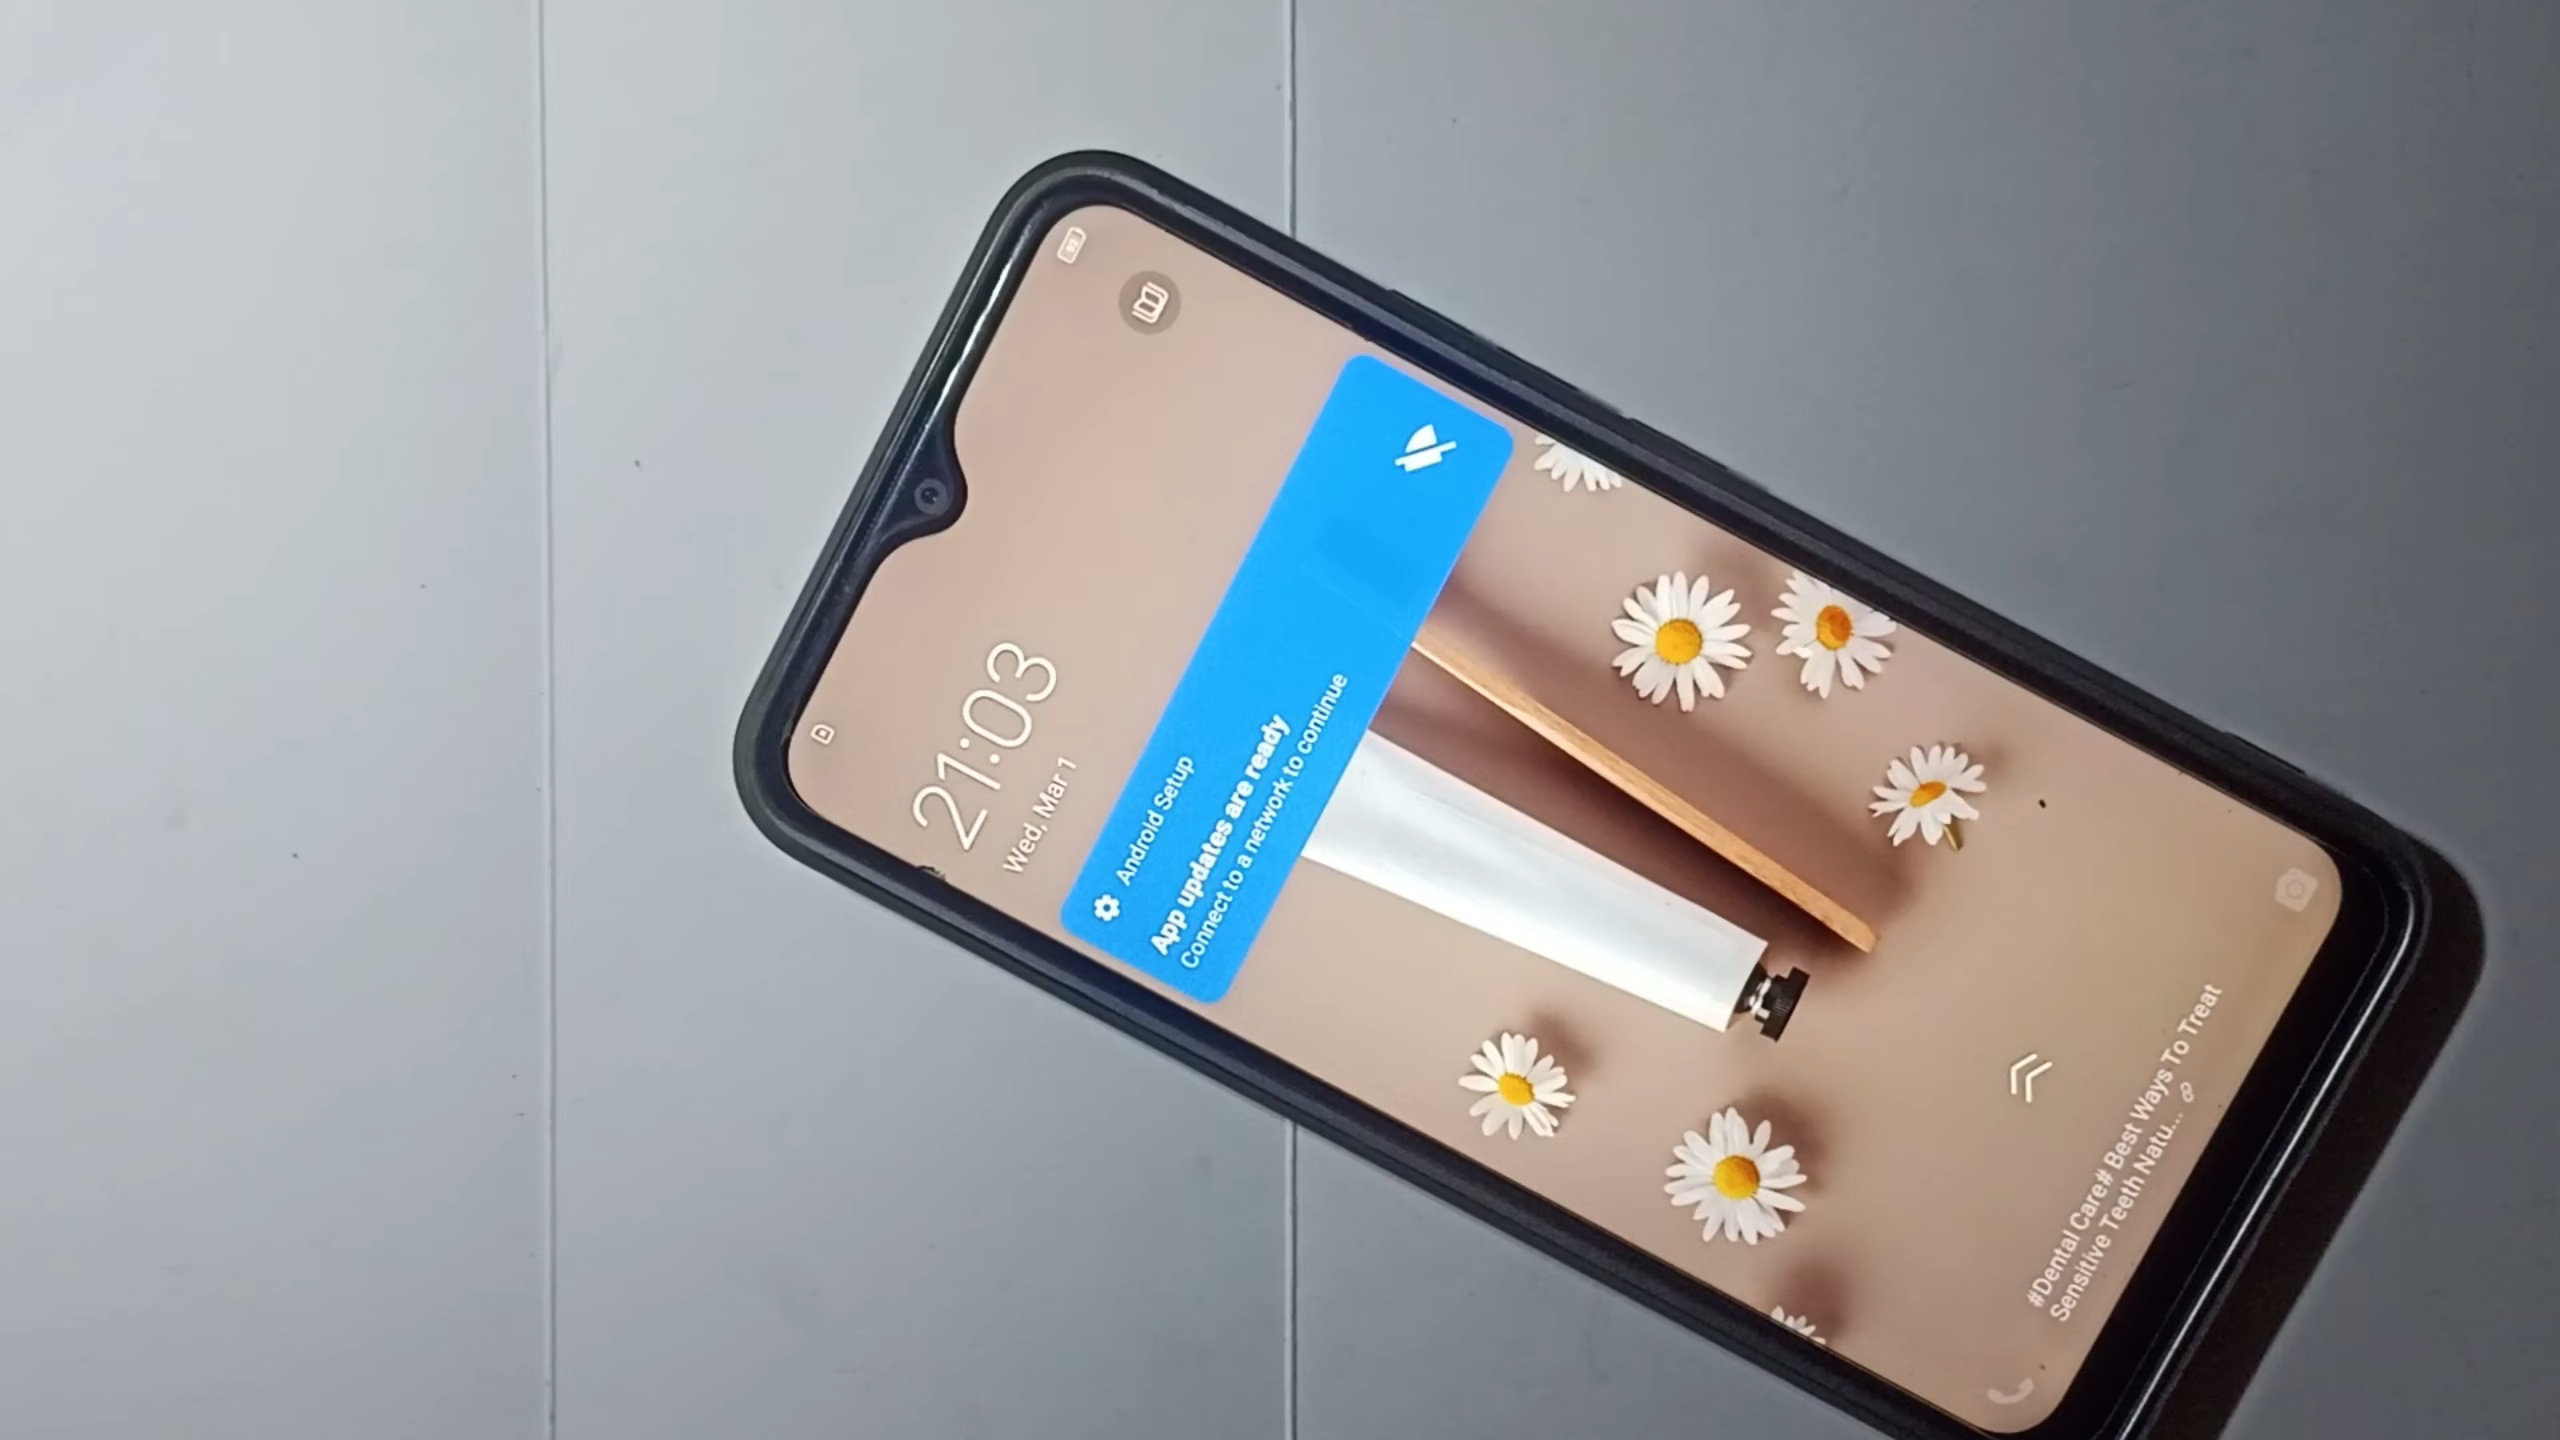 21:03
Wed, Mar 1
Android Setup
App updates are ready
Connect to a network to continue
#Dental Care# Best Ways To Treat
Sensitive Teeth Natu...